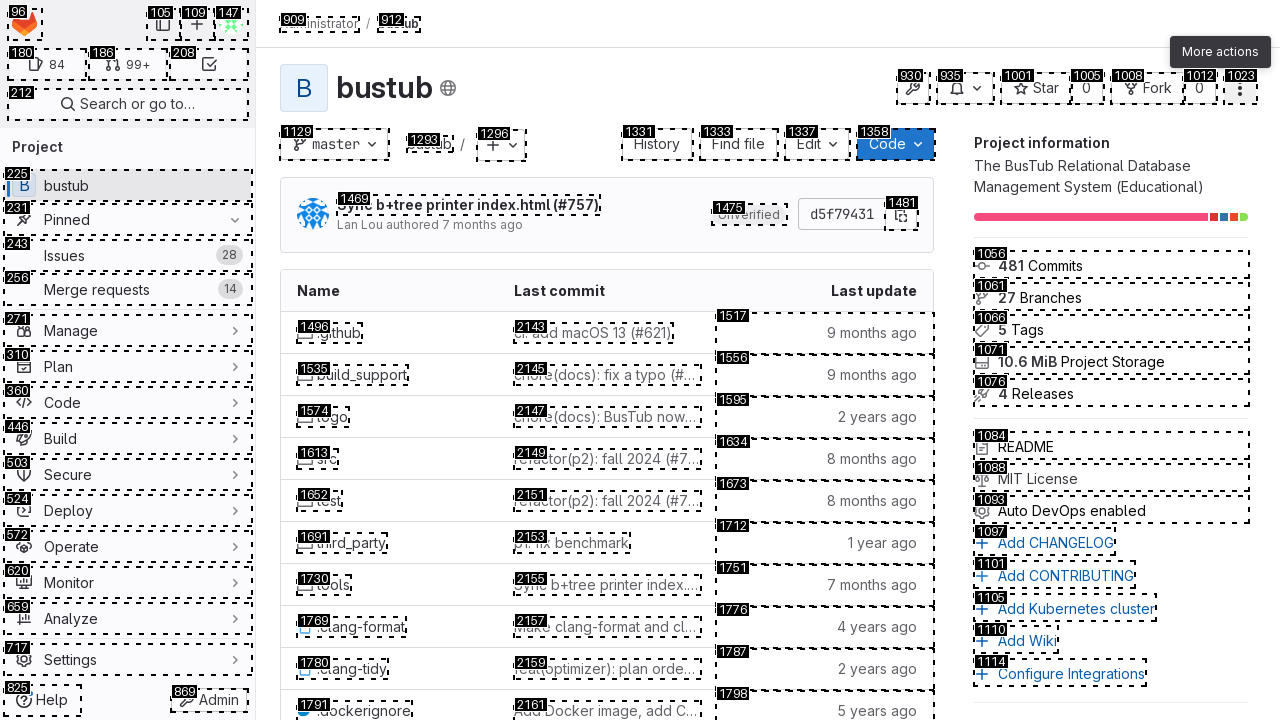 96
105
109
147
180
84
186
99+
208
212
Search or go to…
Project
225
B
bustub
231
Pinned
243
Issues
28
256
Merge requests
14
271
Manage
310
Plan
360
Code
446
Build
503
Secure
524
Deploy
572
Operate
620
Monitor
659
Analyze
717
Settings
825
Help
869
Admin
909
Administrator
/
912
bustub
More actions
B
bustub
930
935
1001
Star
1005
0
1008
Fork
1012
0
1023
1129
master
1293
bustub
/
1296
1331
History
1333
Find file
1337
Edit
1358
Code
1469
Sync b+tree printer index.html (#757)
Lan Lou authored 7 months ago
1475
Unverified
d5f79431
1481
Name
Last commit
Last update
1496
.github
2143
ci: add macOS 13 (#621)
1517
9 months ago
1535
build_support
2145
chore(docs): fix a typo (#…
1556
9 months ago
1574
logo
2147
chore(docs): BusTub now…
1595
2 years ago
1613
src
2149
refactor(p2): fall 2024 (#7…
1634
8 months ago
1652
test
2151
refactor(p2): fall 2024 (#7…
1673
8 months ago
1691
third_party
2153
p1: fix benchmark
1712
1 year ago
1730
tools
2155
Sync b+tree printer index.…
1751
7 months ago
1769
.clang-format
2157
Make clang-format and cl…
1776
4 years ago
1780
.clang-tidy
2159
feat(optimizer): plan orde…
1787
2 years ago
1791
.dockerignore
2161
Add Docker image, add C…
1798
5 years ago
Project information
The BusTub Relational Database
Management System (Educational)
1056
481 Commits
1061
27 Branches
1066
5 Tags
1071
10.6 MiB Project Storage
1076
4 Releases
1084
README
1088
MIT License
1093
Auto DevOps enabled
1097
Add CHANGELOG
1101
Add CONTRIBUTING
1105
Add Kubernetes cluster
1110
Add Wiki
1114
Configure Integrations